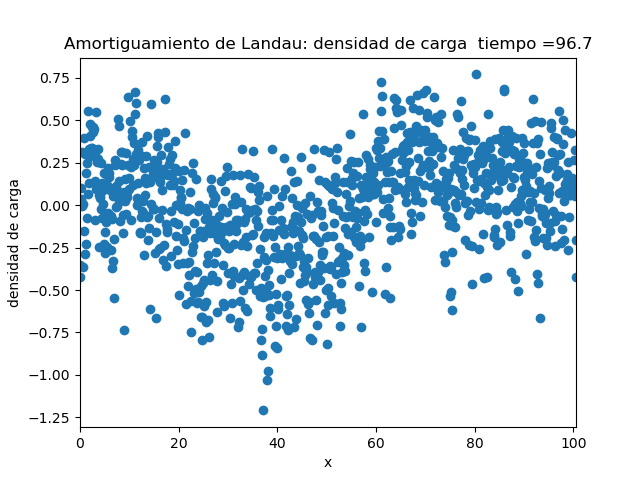 Amortiguamiento de Landau: densidad de carga  tiempo =96.7
densidad de carga
0.75
0.50
0.25
0.00
−0.25
−0.50
−0.75
−1.00
−1.25
0 20 40 60 80 100
x